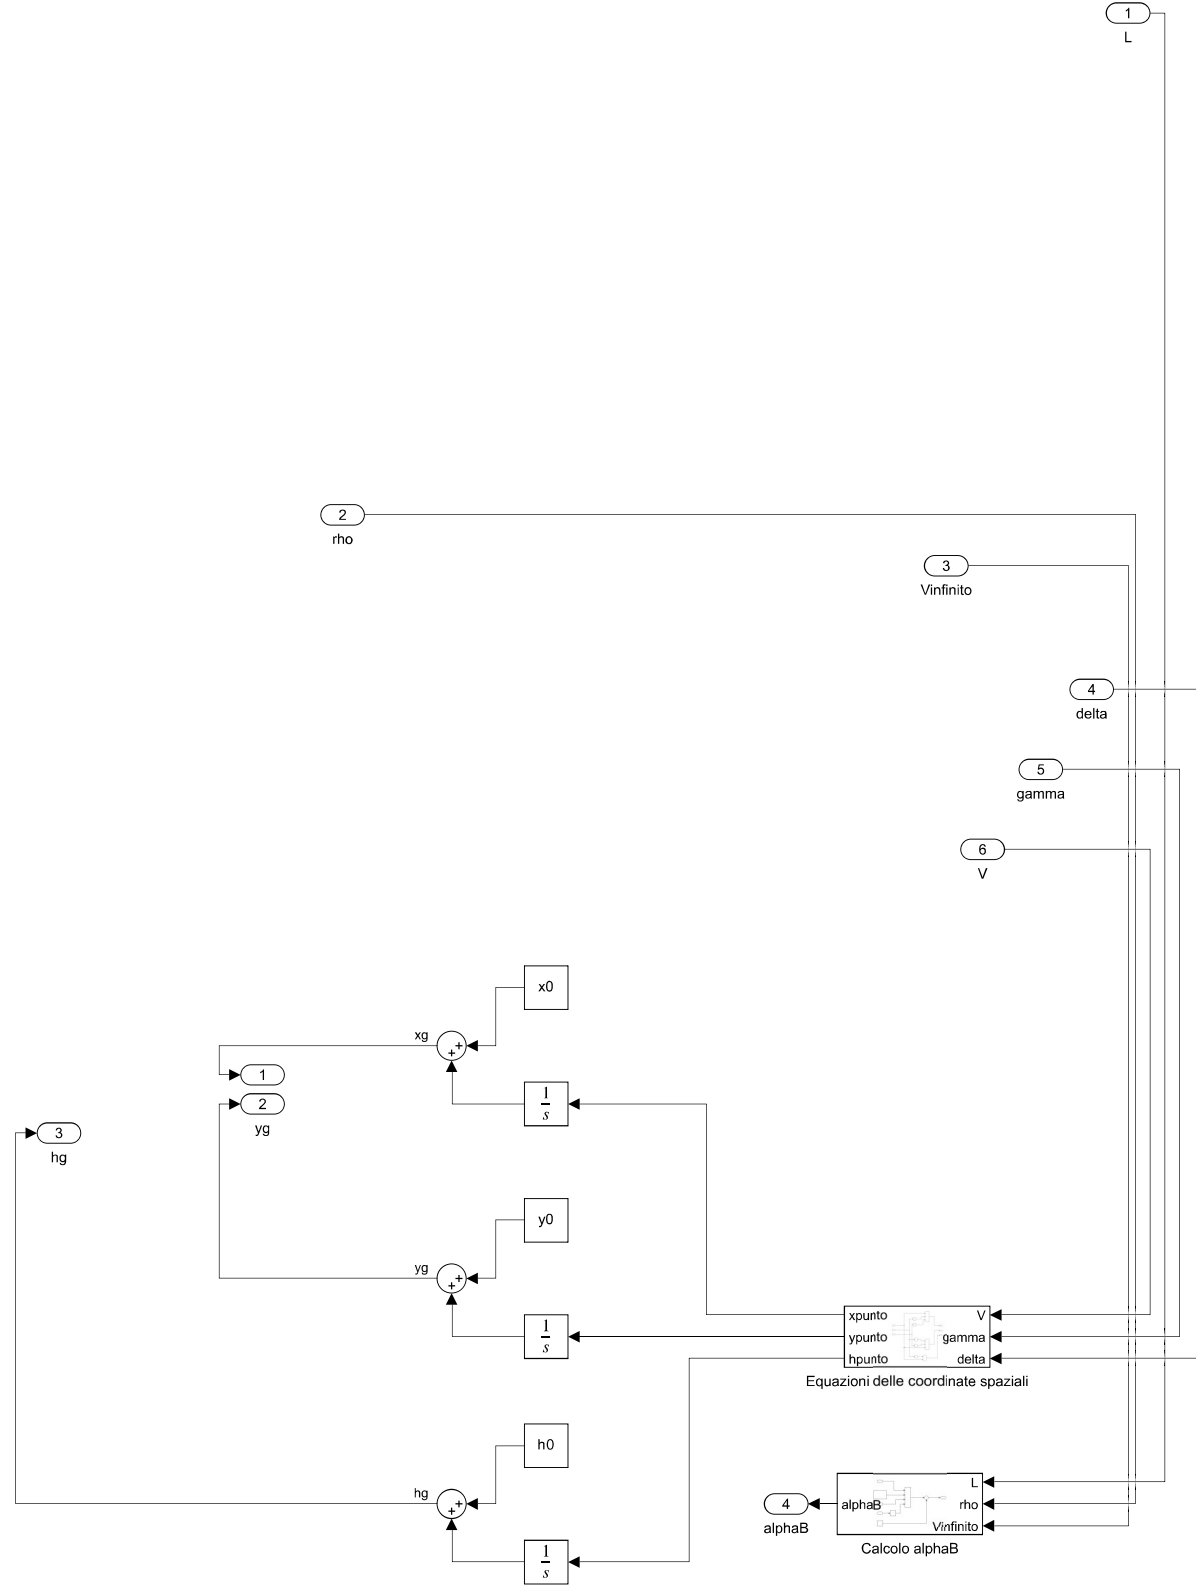 1
L
2
rho
3
Vinfinito
4
delta
5
gamma
6
V
x0
xg
+
+
1
1/s
2
yg
3
hg
y0
yg
+
+
1/s
xpunto V
ypunto gamma
hpunto delta
Equazioni delle coordinate spaziali
h0
hg
+
+
L
4 alphaB rho
alphaB Vinfinito
Calcolo alphaB
1/s